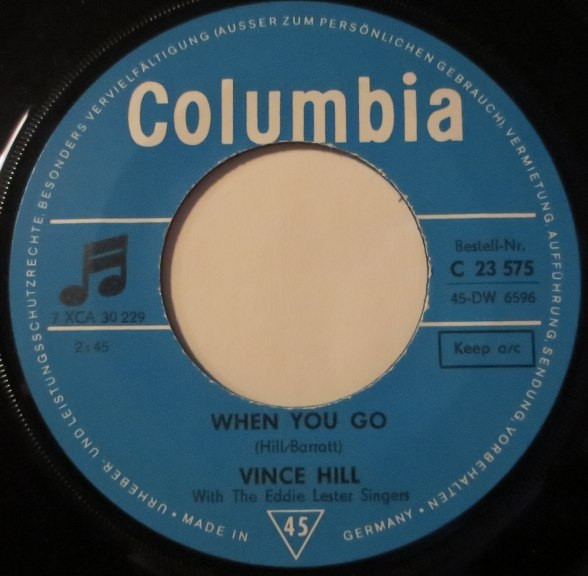 URHEBER- UND LEISTUNGSSCHUTZRECHTE, BESONDERS VERVIELFÄLTIGUNG (AUSSER ZUM PERSÖNLICHEN GEBRAUCH), VERMIETUNG, AUFFÜHRUNG, SENDUNG, VORBEHALTEN
Columbia
Bestell-Nr.
C 23 575
45-DW 6596
7 XCA 30 229
2:45
Keep a/c
WHEN YOU GO
(Hill/Barratt)
VINCE HILL
With The Eddie Lester Singers
• MADE IN
45
GERMANY •